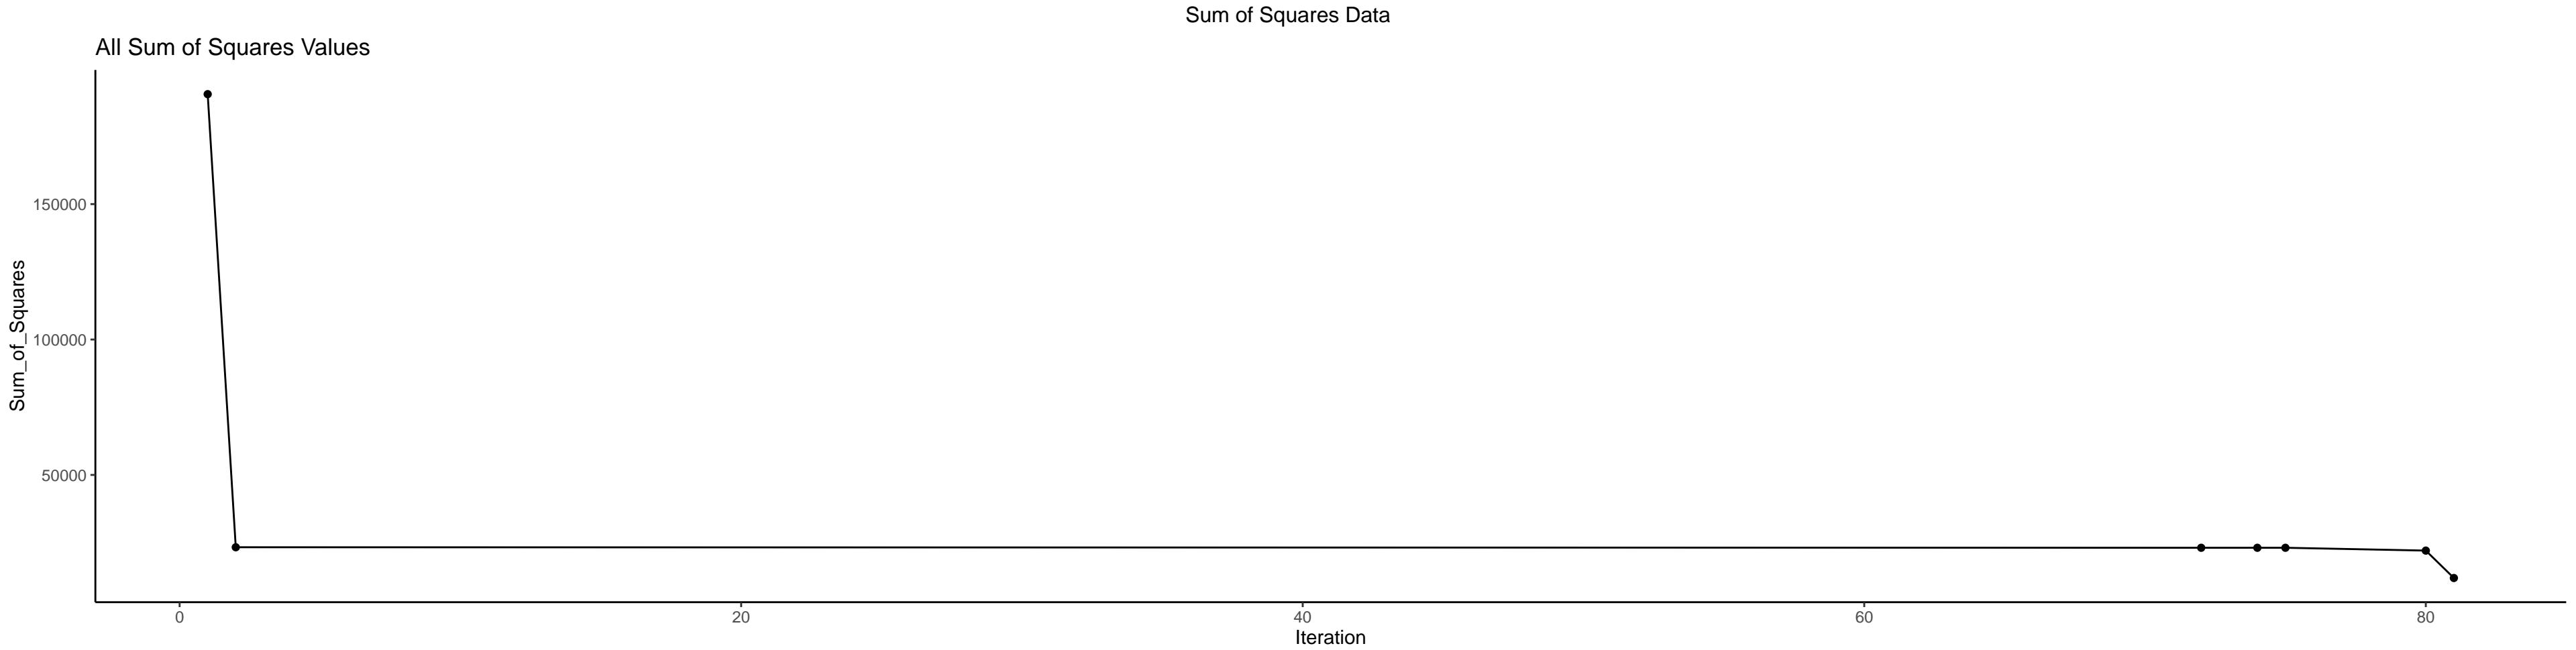 Sum of Squares Data
All Sum of Squares Values
Sum_of_Squares
150000
100000
50000
0 20 40 60 80
Iteration